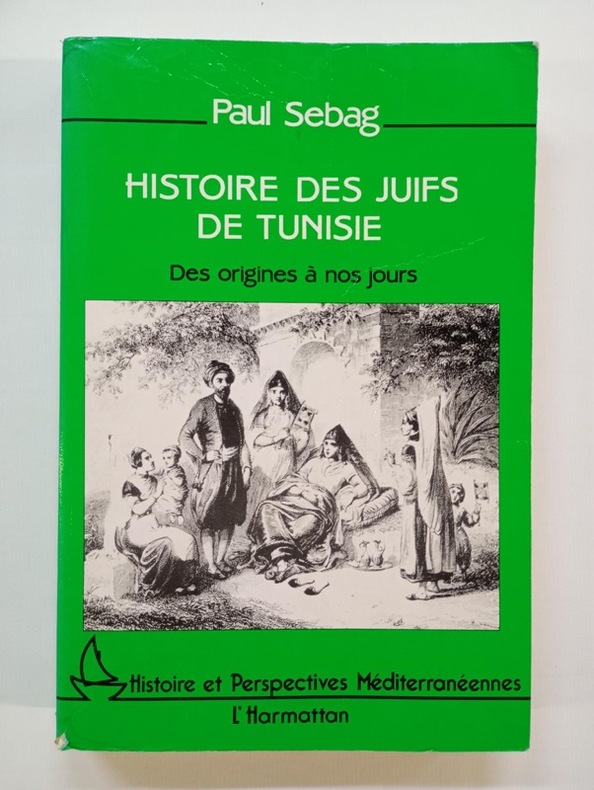 Paul Sebag
HISTOIRE DES JUIFS
DE TUNISIE
Des origines à nos jours
Histoire et Perspectives Méditerranéennes
L'Harmattan